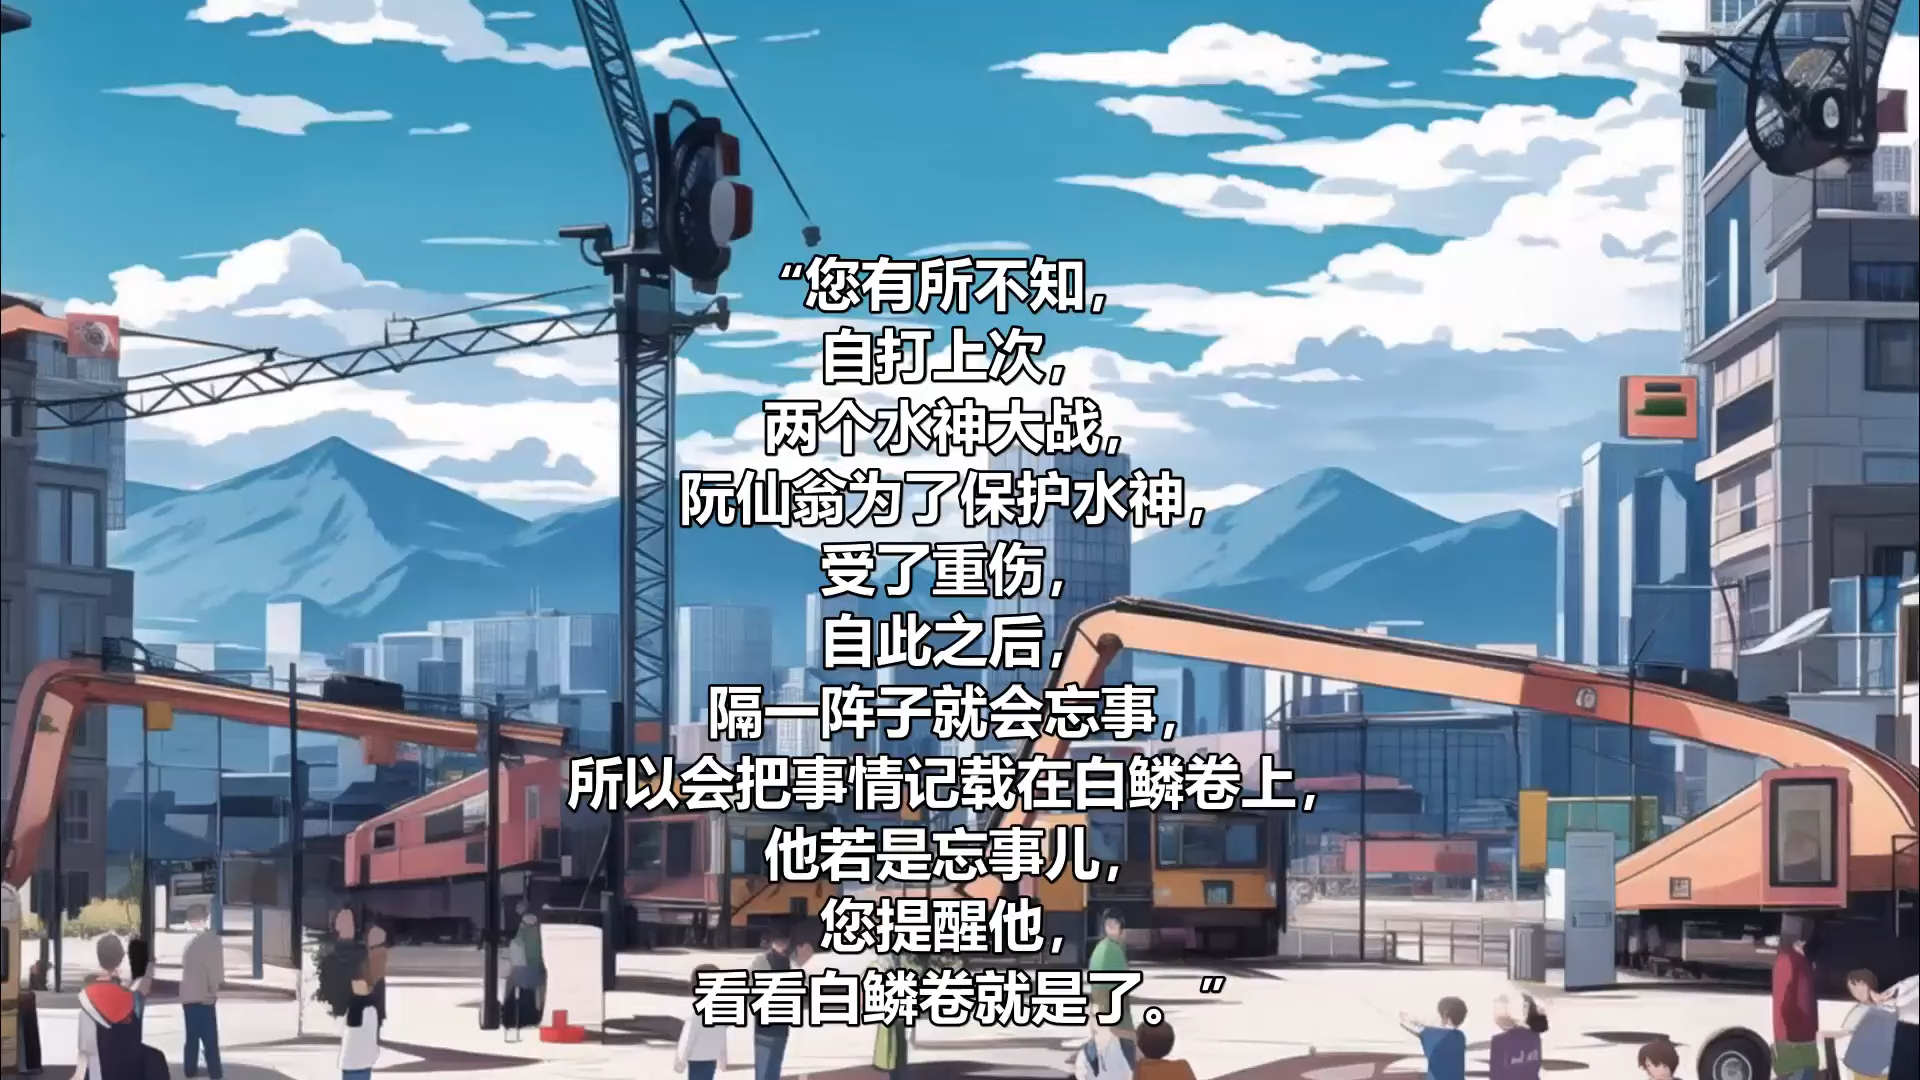 “您有所不知，
自打上次，
两个水神大战，
阮仙翁为了保护水神，
受了重伤，
自此之后，
隔一阵子就会忘事，
所以会把事情记载在白鳞卷上，
他若是忘事儿，
您提醒他，
看看白鳞卷就是了。”